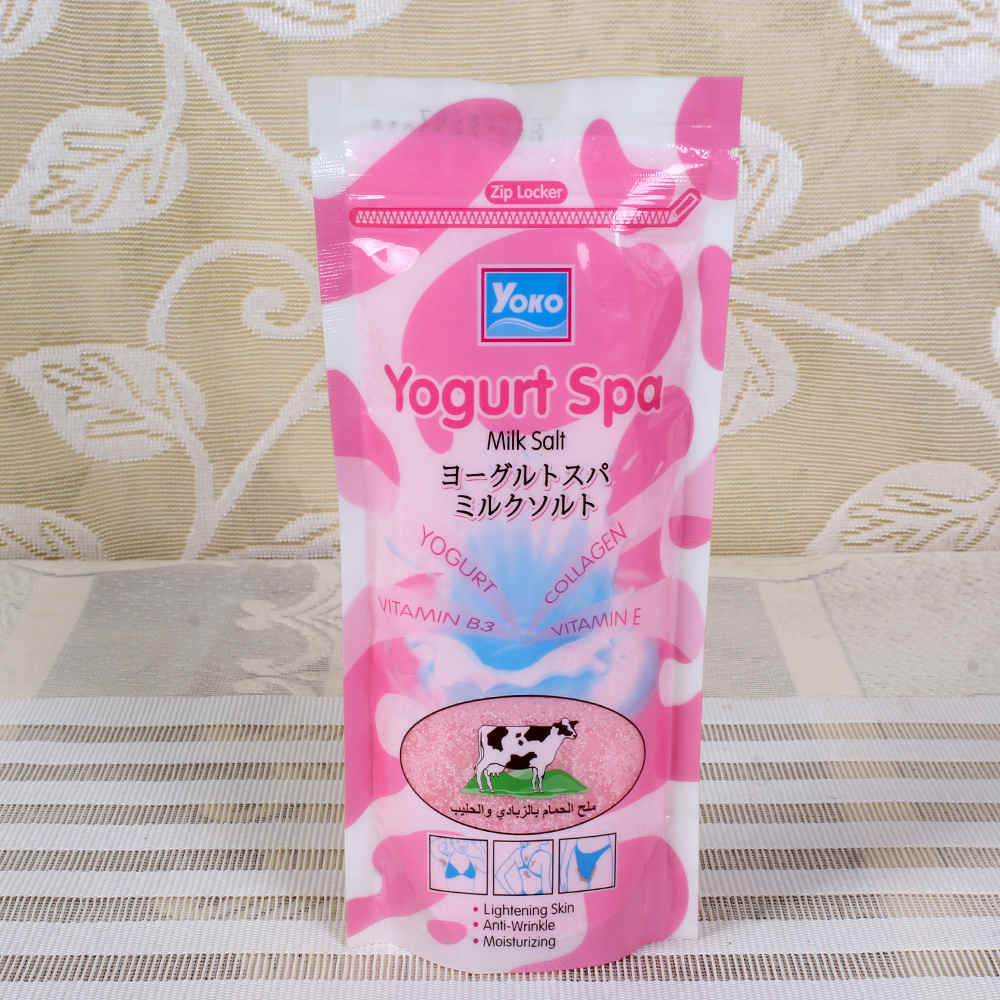 Zip Locker
YOKO
Yogurt Spa
Milk Salt
ヨーグルトスパ
ミルクソルト
YOGURT
COLLAGEN
VITAMIN B3
VITAMIN E
ملح الحمام بالزبادي والحليب
• Lightening Skin
• Anti-Wrinkle
• Moisturizing